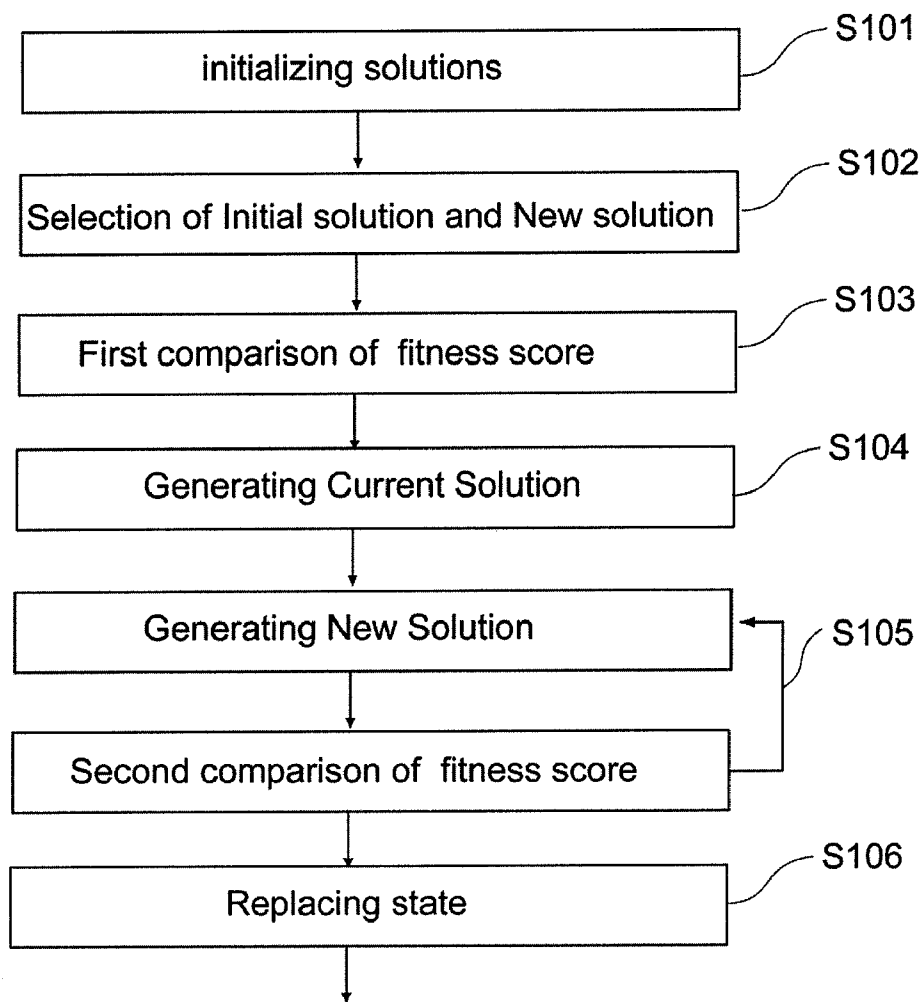 S101
initializing solutions
S102
Selection of Initial solution and New solution
S103
First comparison of fitness score
S104
Generating Current Solution
Generating New Solution
S105
Second comparison of fitness score
S106
Replacing state